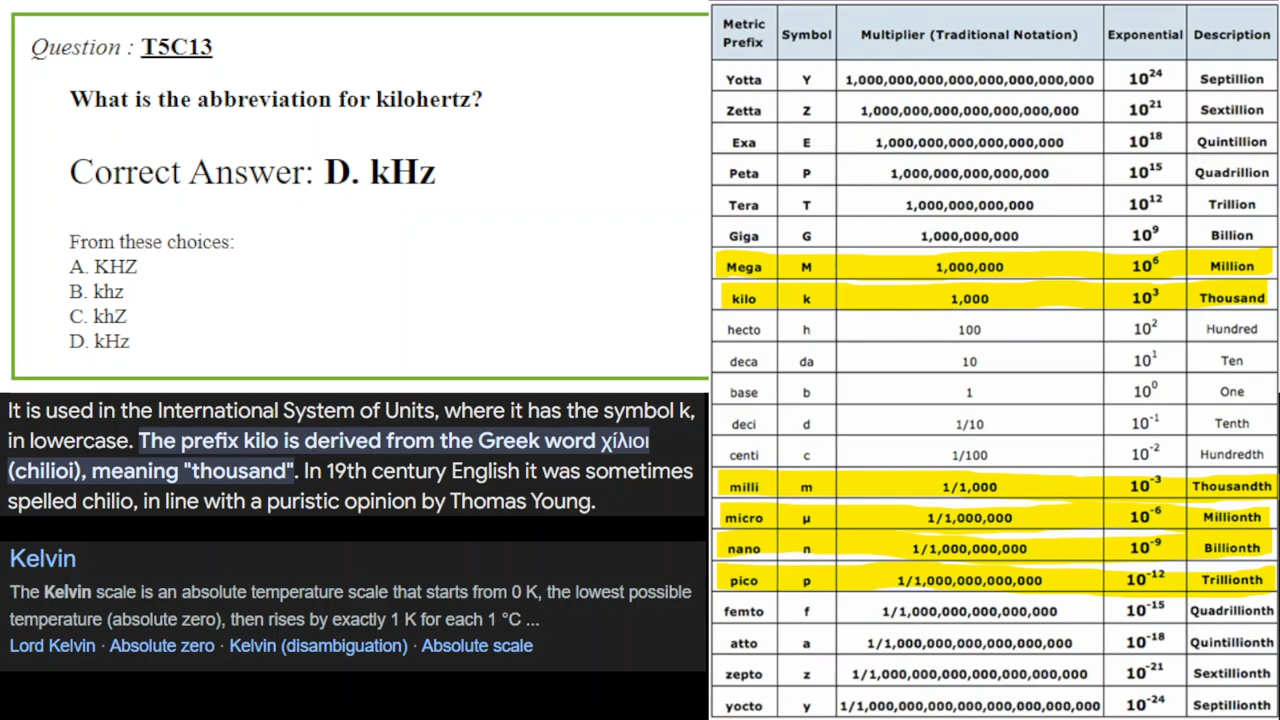 Question : T5C13
What is the abbreviation for kilohertz?
Correct Answer: D. kHz
From these choices:
A. KHZ
B. khz
C. khZ
D. kHz
It is used in the International System of Units, where it has the symbol k,
in lowercase. The prefix kilo is derived from the Greek word χίλιοι
(chilioi), meaning "thousand". In 19th century English it was sometimes
spelled chilio, in line with a puristic opinion by Thomas Young.
Kelvin
The Kelvin scale is an absolute temperature scale that starts from 0 K, the lowest possible
temperature (absolute zero), then rises by exactly 1 K for each 1 °C ...
Lord Kelvin · Absolute zero · Kelvin (disambiguation) · Absolute scale
Metric Prefix Symbol Multiplier (Traditional Notation) Exponential Description
Yotta Y 1,000,000,000,000,000,000,000,000 10^24 Septillion
Zetta Z 1,000,000,000,000,000,000,000 10^21 Sextillion
Exa E 1,000,000,000,000,000,000 10^18 Quintillion
Peta P 1,000,000,000,000,000 10^15 Quadrillion
Tera T 1,000,000,000,000 10^12 Trillion
Giga G 1,000,000,000 10^9 Billion
Mega M 1,000,000 10^6 Million
kilo k 1,000 10^3 Thousand
hecto h 100 10^2 Hundred
deca da 10 10^1 Ten
base b 1 10^0 One
deci d 1/10 10^-1 Tenth
centi c 1/100 10^-2 Hundredth
milli m 1/1,000 10^-3 Thousandth
micro µ 1/1,000,000 10^-6 Millionth
nano n 1/1,000,000,000 10^-9 Billionth
pico p 1/1,000,000,000,000 10^-12 Trillionth
femto f 1/1,000,000,000,000,000 10^-15 Quadrillionth
atto a 1/1,000,000,000,000,000,000 10^-18 Quintillionth
zepto z 1/1,000,000,000,000,000,000,000 10^-21 Sextillionth
yocto y 1/1,000,000,000,000,000,000,000,000 10^-24 Septillionth